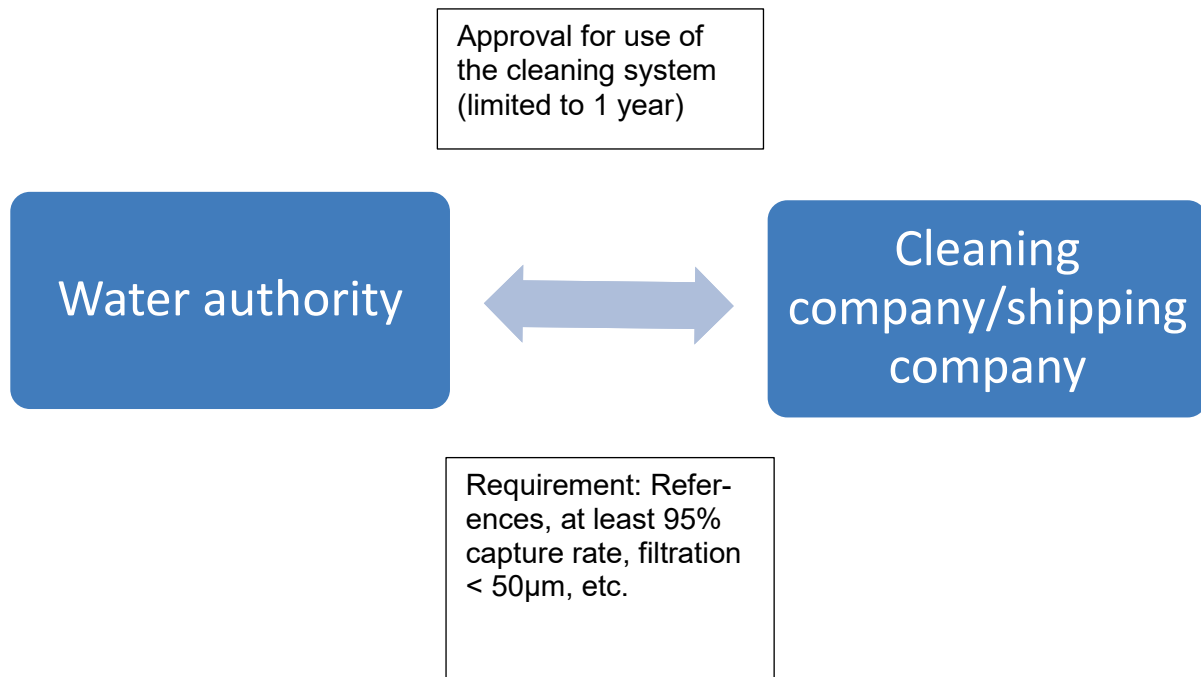 Approval for use of
the cleaning system
(limited to 1 year)
Water authority
Cleaning
company/shipping
company
Requirement: Refer-
ences, at least 95%
capture rate, filtration
< 50µm, etc.